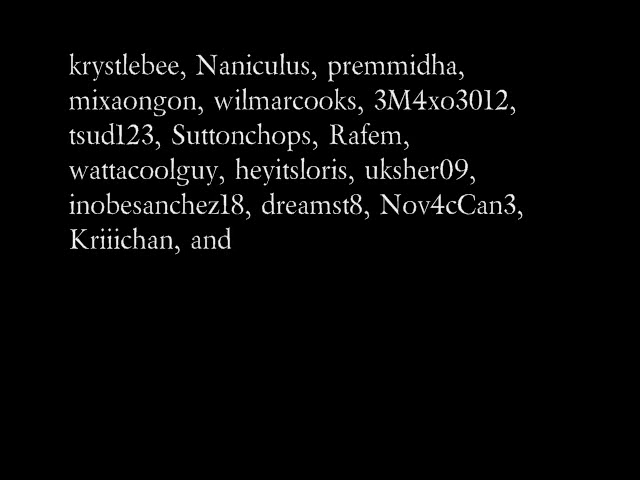 krystlebee, Naniculus, premmidha,
mixaongon, wilmarcooks, 3M4xo3012,
tsud123, Suttonchops, Rafem,
wattacoolguy, heyitsloris, uksher09,
inobesanchez18, dreamst8, Nov4cCan3,
Kriiichan, and